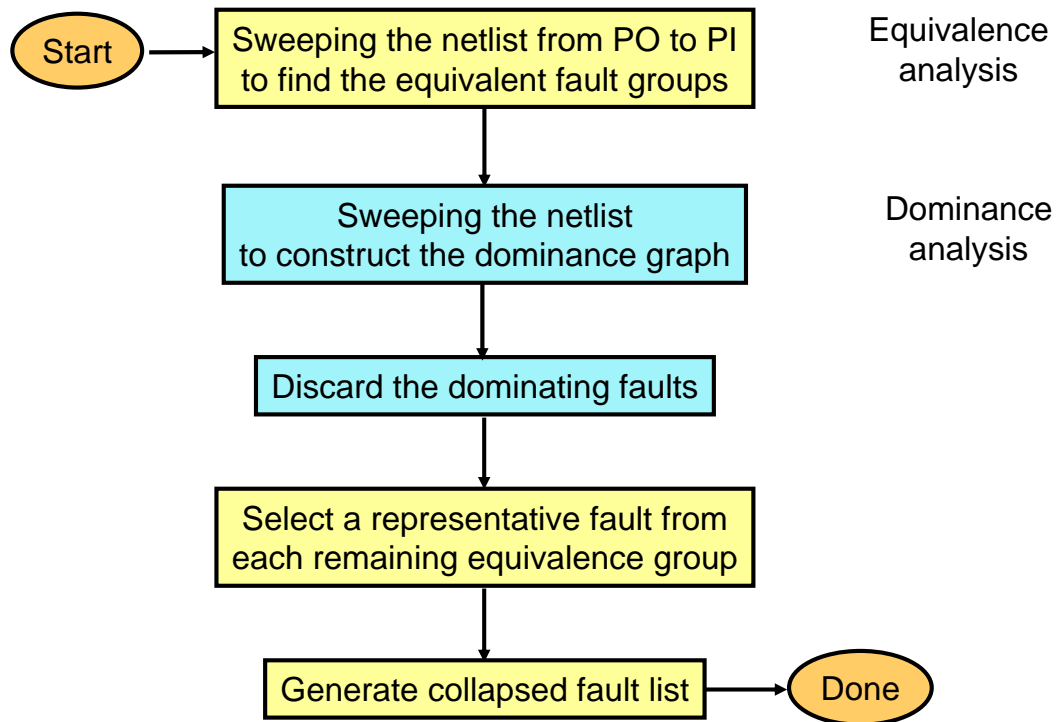 Start
Sweeping the netlist from PO to PI
to find the equivalent fault groups
Equivalence
analysis
Sweeping the netlist
to construct the dominance graph
Dominance
analysis
Discard the dominating faults
Select a representative fault from
each remaining equivalence group
Generate collapsed fault list
Done